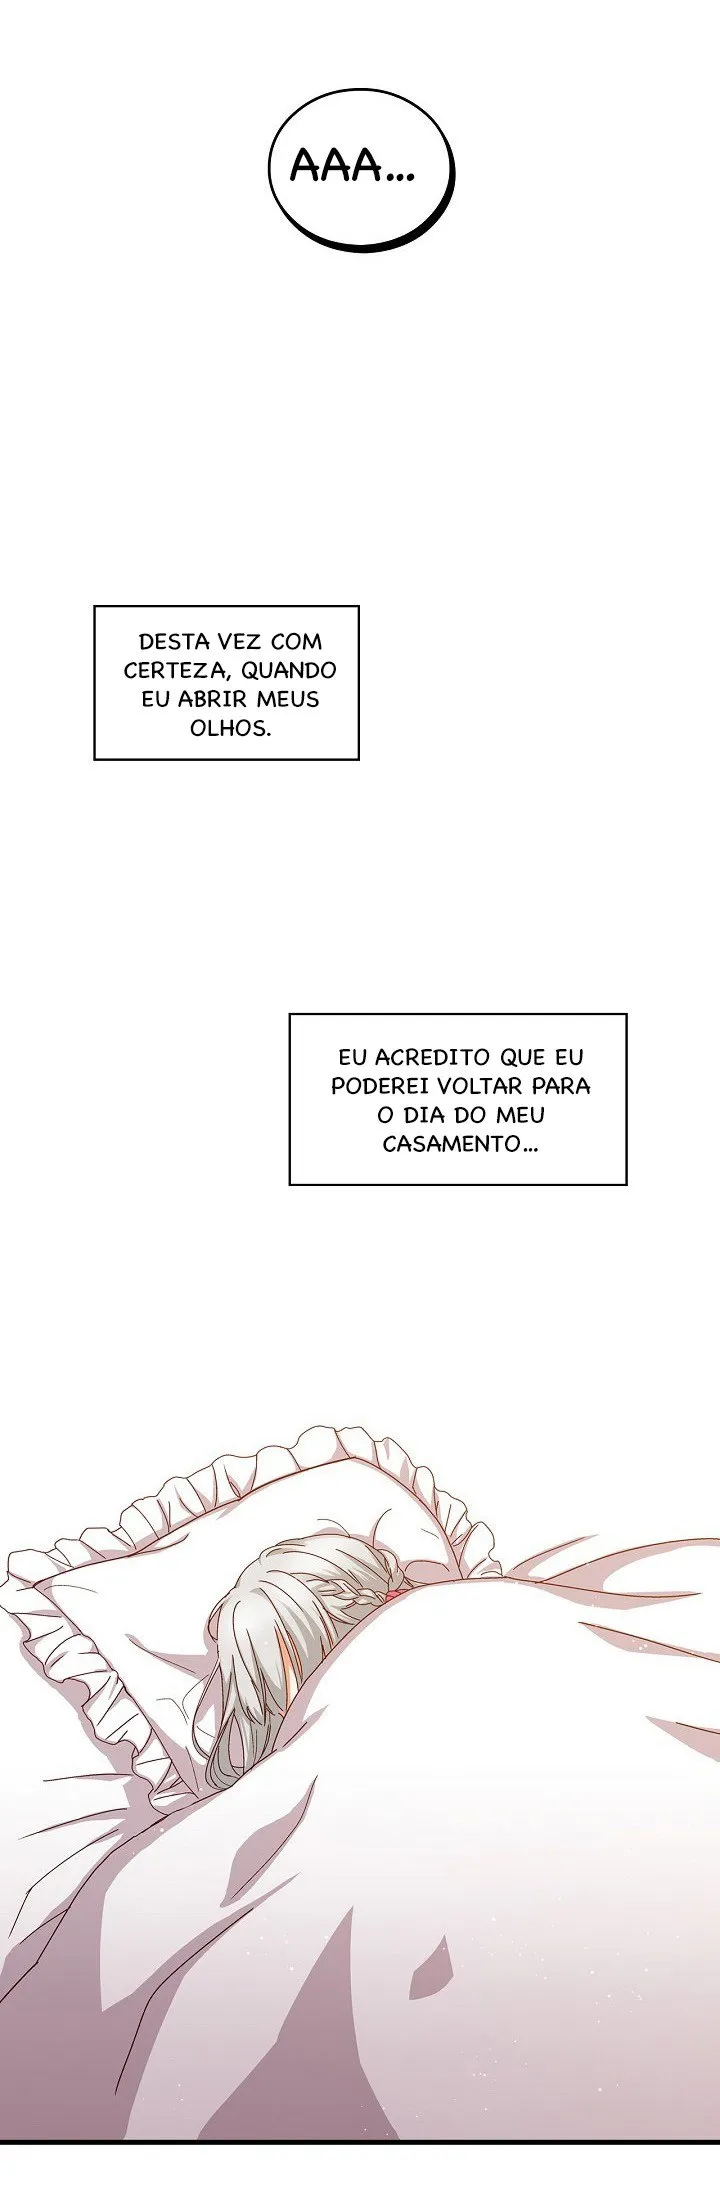 AAA...
DESTA VEZ COM
CERTEZA, QUANDO
EU ABRIR MEUS
OLHOS.
EU ACREDITO QUE EU
PODEREI VOLTAR PARA
O DIA DO MEU
CASAMENTO...